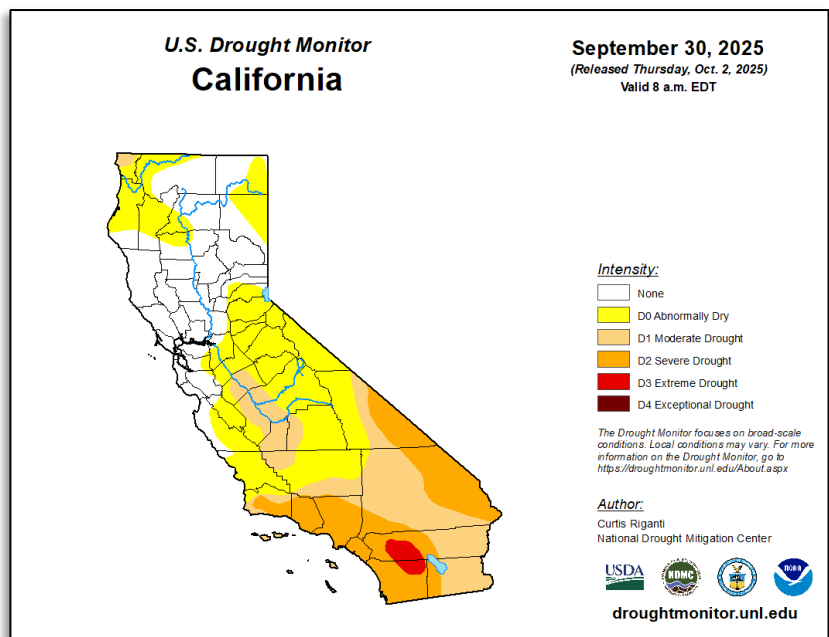 U.S. Drought Monitor
California
September 30, 2025
(Released Thursday, Oct. 2, 2025)
Valid 8 a.m. EDT
Intensity:
None
D0 Abnormally Dry
D1 Moderate Drought
D2 Severe Drought
D3 Extreme Drought
D4 Exceptional Drought
The Drought Monitor focuses on broad-scale
conditions. Local conditions may vary. For more
information on the Drought Monitor, go to
https://droughtmonitor.unl.edu/About.aspx
Author:
Curtis Riganti
National Drought Mitigation Center
USDA
NDMC
NOAA
droughtmonitor.unl.edu